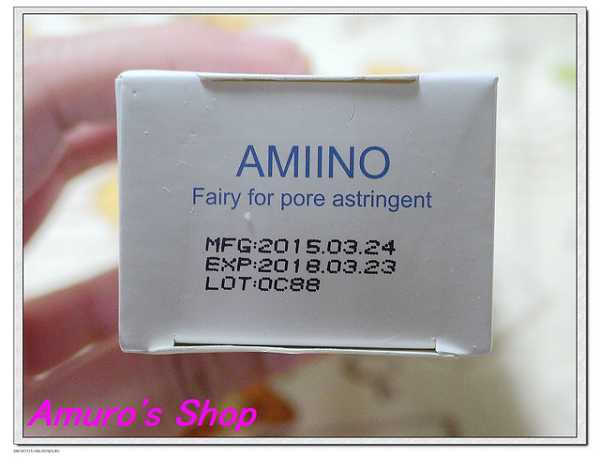 AMIINO
Fairy for pore astringent
MFG:2015.03.24
EXP:2018.03.23
LOT:0C88
Amuro's Shop